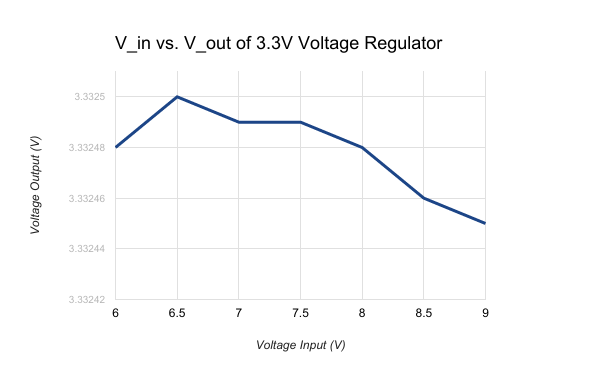 V_in vs. V_out of 3.3V Voltage Regulator
Voltage Output (V)
3.3325
3.33248
3.33246
3.33244
3.33242
6 6.5 7 7.5 8 8.5 9
Voltage Input (V)